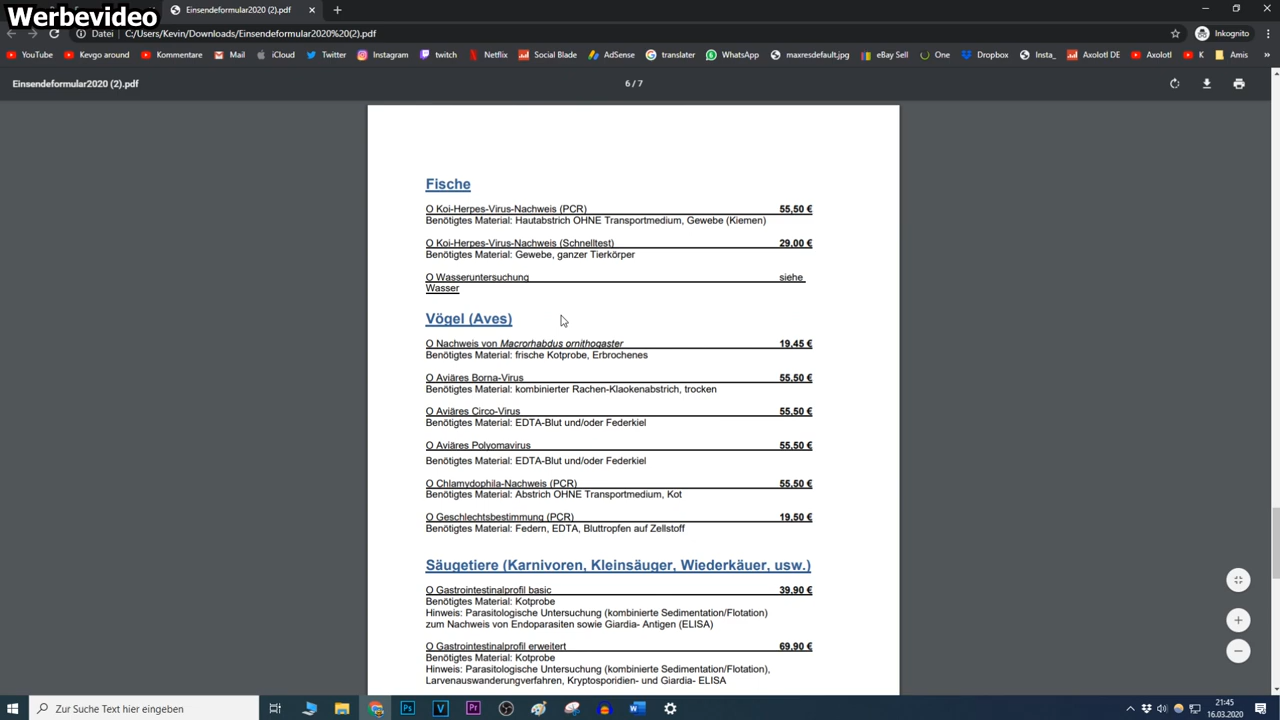 Werbevideo
Einsendeformular2020 (2).pdf
Datei C:/Users/Kevin/Downloads/Einsendeformular2020%20(2).pdf Inkognito
YouTube Kevgo around Kommentare Mail iCloud Twitter Instagram twitch Netflix Social Blade AdSense translater WhatsApp maxresdefault.jpg eBay Sell One Dropbox Insta_ Axolotl DE Axolotl K Amis »
Einsendeformular2020 (2).pdf 6 / 7
Fische
O Koi-Herpes-Virus-Nachweis (PCR) 55,50 €
Benötigtes Material: Hautabstrich OHNE Transportmedium, Gewebe (Kiemen)
O Koi-Herpes-Virus-Nachweis (Schnelltest) 29,00 €
Benötigtes Material: Gewebe, ganzer Tierkörper
O Wasseruntersuchung siehe
Wasser
Vögel (Aves)
O Nachweis von Macrorhabdus ornithogaster 19,45 €
Benötigtes Material: frische Kotprobe, Erbrochenes
O Aviäres Borna-Virus 55,50 €
Benötigtes Material: kombinierter Rachen-Klaokenabstrich, trocken
O Aviäres Circo-Virus 55,50 €
Benötigtes Material: EDTA-Blut und/oder Federkiel
O Aviäres Polyomavirus 55,50 €
Benötigtes Material: EDTA-Blut und/oder Federkiel
O Chlamydophila-Nachweis (PCR) 55,50 €
Benötigtes Material: Abstrich OHNE Transportmedium, Kot
O Geschlechtsbestimmung (PCR) 19,50 €
Benötigtes Material: Federn, EDTA, Bluttropfen auf Zellstoff
Säugetiere (Karnivoren, Kleinsäuger, Wiederkäuer, usw.)
O Gastrointestinalprofil basic 39,90 €
Benötigtes Material: Kotprobe
Hinweis: Parasitologische Untersuchung (kombinierte Sedimentation/Flotation)
zum Nachweis von Endoparasiten sowie Giardia- Antigen (ELISA)
O Gastrointestinalprofil erweitert 69,90 €
Benötigtes Material: Kotprobe
Hinweis: Parasitologische Untersuchung (kombinierte Sedimentation/Flotation),
Larvenauswanderungverfahren, Kryptosporidien- und Giardia- ELISA
Zur Suche Text hier eingeben
21:45
16.03.2020